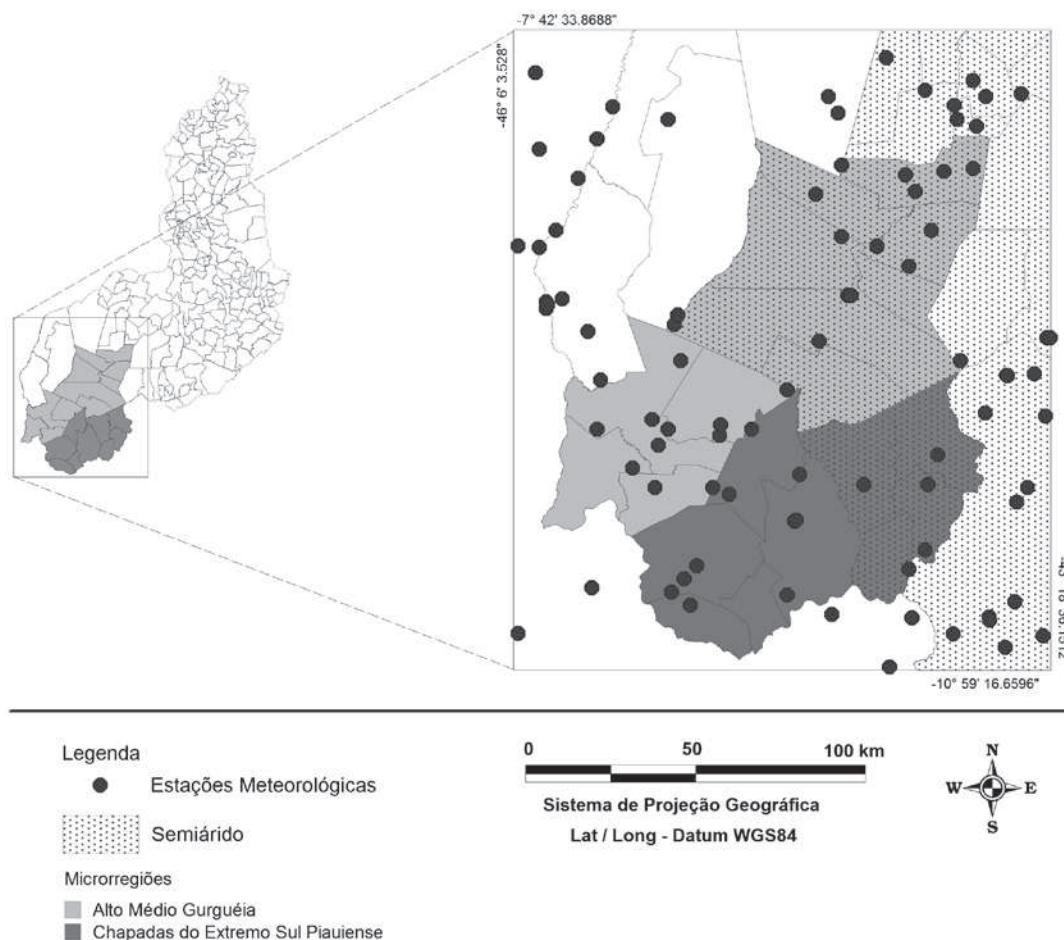 -7° 42' 33.8688"
-46° 6' 3.528"
-10° 59' 16.6596"
Legenda
Estações Meteorológicas
Semiárido
Microrregiões
Alto Médio Gurguéia
Chapadas do Extremo Sul Piauiense
0 50 100 km
Sistema de Projeção Geográfica
Lat / Long - Datum WGS84
N
W E
S